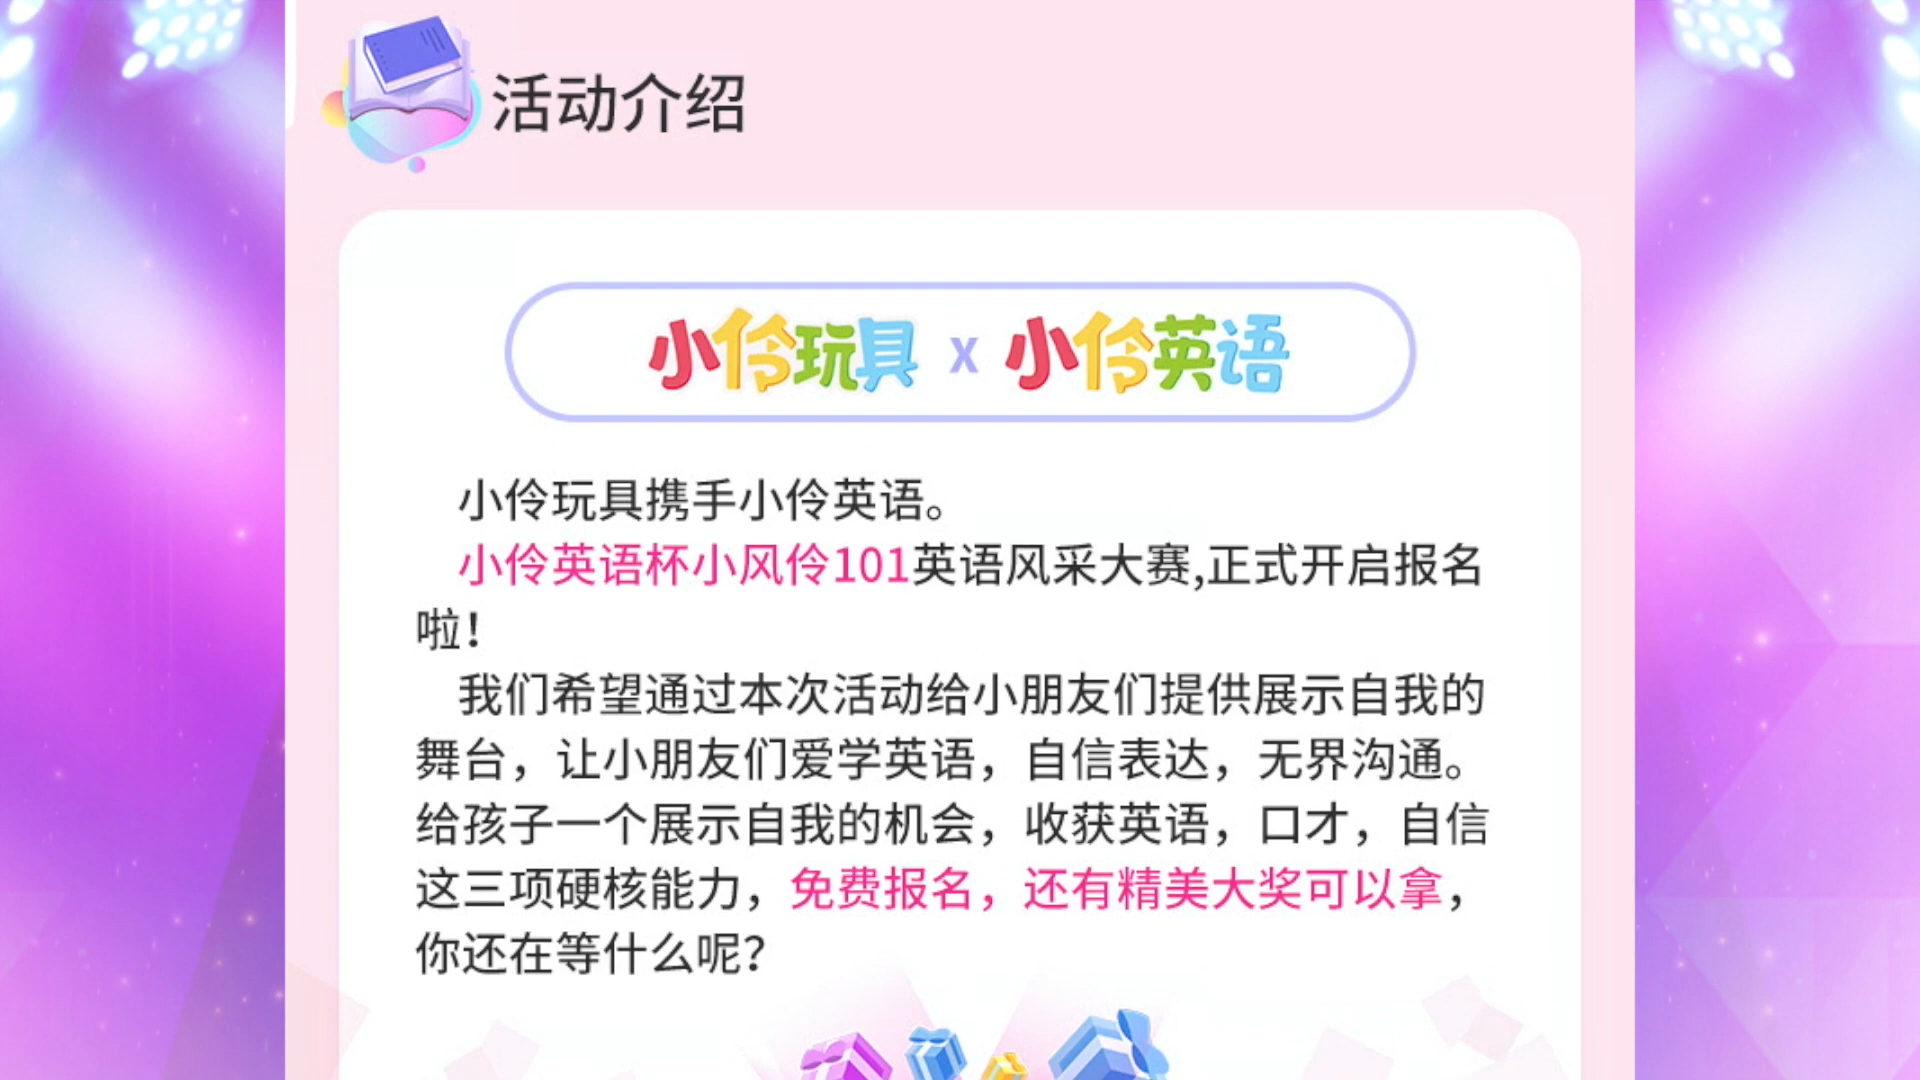 活动介绍
小伶玩具 x 小伶英语
小伶玩具携手小伶英语。
小伶英语杯小风伶101英语风采大赛,正式开启报名
啦！
我们希望通过本次活动给小朋友们提供展示自我的
舞台，让小朋友们爱学英语，自信表达，无界沟通。
给孩子一个展示自我的机会，收获英语，口才，自信
这三项硬核能力，免费报名，还有精美大奖可以拿，
你还在等什么呢？